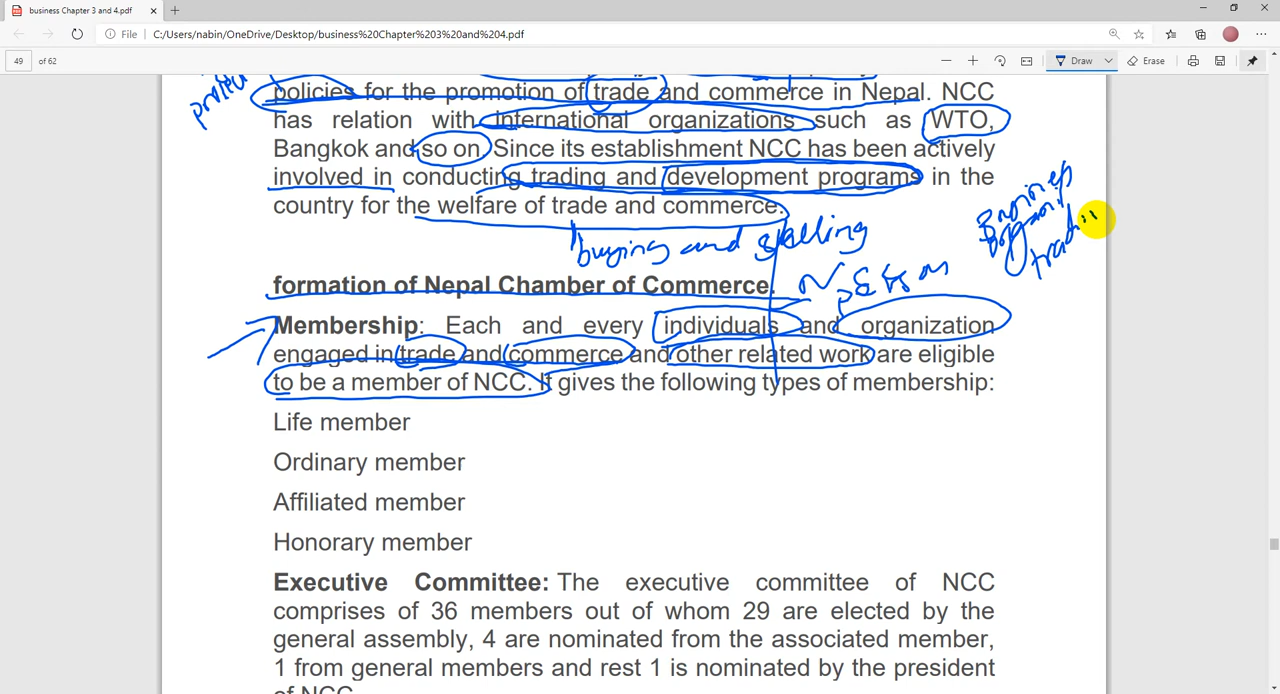 business Chapter 3 and 4.pdf
File C:/Users/nabin/OneDrive/Desktop/business%20Chapter%203%20and%204.pdf
49 of 62
Draw Erase
policies for the promotion of trade and commerce in Nepal. NCC
has relation with international organizations such as WTO,
Bangkok and so on. Since its establishment NCC has been actively
involved in conducting trading and development programs in the
country for the welfare of trade and commerce.
buying and selling
formation of Nepal Chamber of Commerce.
Membership: Each and every individuals and organization
engaged in trade and commerce and other related work are eligible
to be a member of NCC. It gives the following types of membership:
Life member
Ordinary member
Affiliated member
Honorary member
Executive Committee: The executive committee of NCC
comprises of 36 members out of whom 29 are elected by the
general assembly, 4 are nominated from the associated member,
1 from general members and rest 1 is nominated by the president
of NCC.